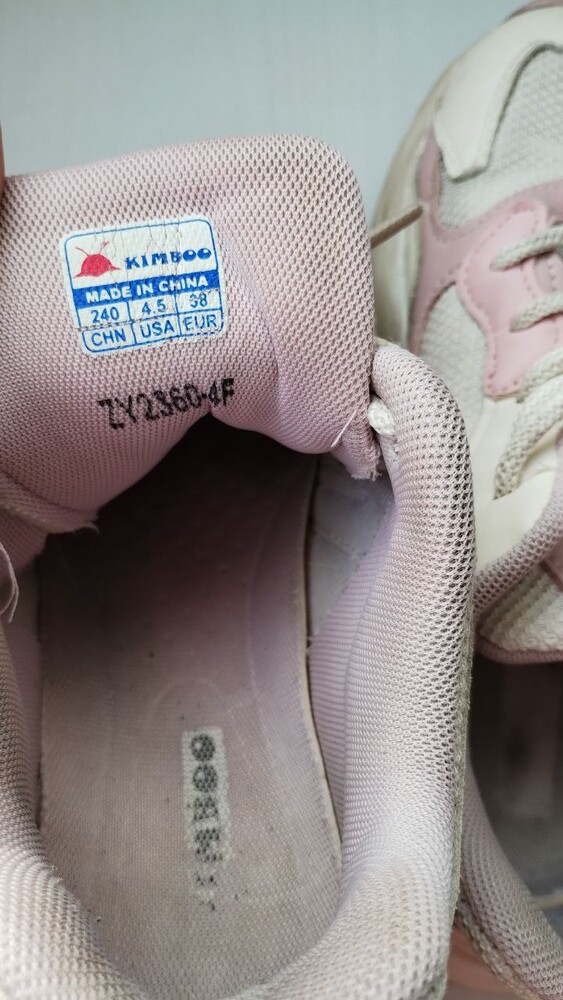 KIMBOO
MADE IN CHINA
240 4.5 38
CHN USA EUR
ZY2360-4F